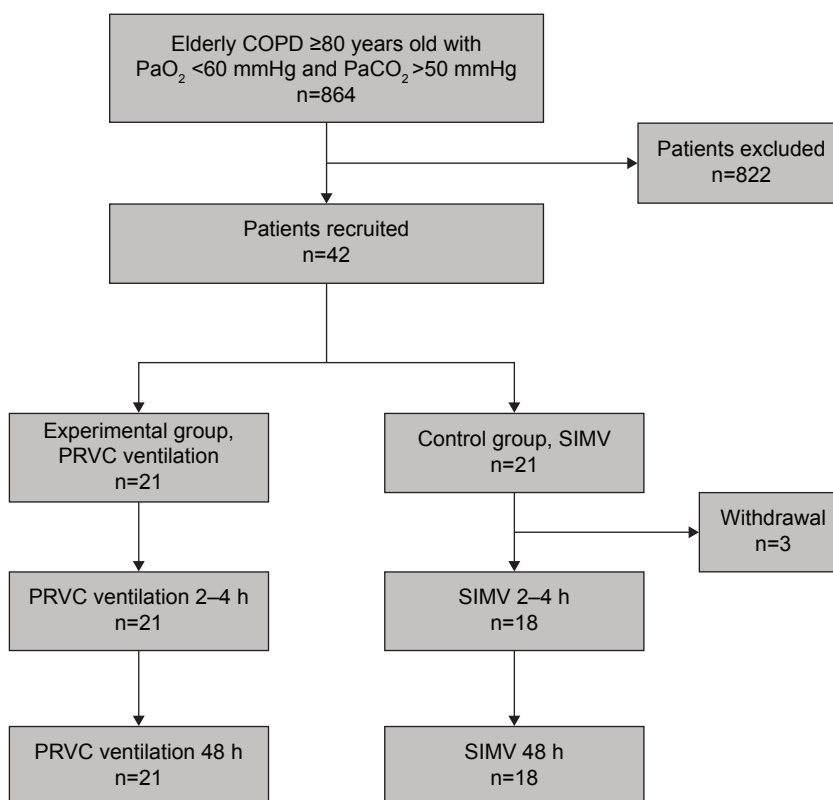 Elderly COPD ≥80 years old with
PaO₂ <60 mmHg and PaCO₂ >50 mmHg
n=864
Patients excluded
n=822
Patients recruited
n=42
Experimental group,
PRVC ventilation
n=21
Control group, SIMV
n=21
Withdrawal
n=3
PRVC ventilation 2–4 h
n=21
SIMV 2–4 h
n=18
PRVC ventilation 48 h
n=21
SIMV 48 h
n=18